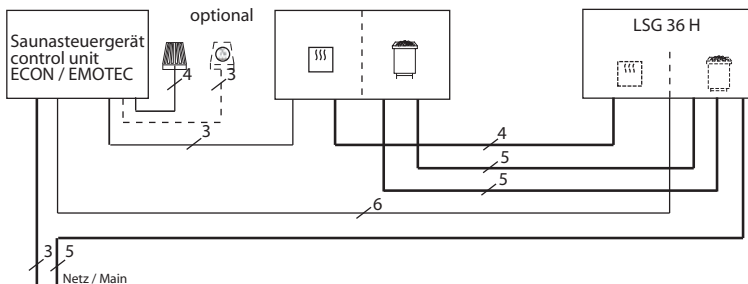 optional
Saunasteuergerät
control unit
ECON / EMOTEC
LSG 36 H
4
3
3
4
5
5
6
3
5
Netz / Main